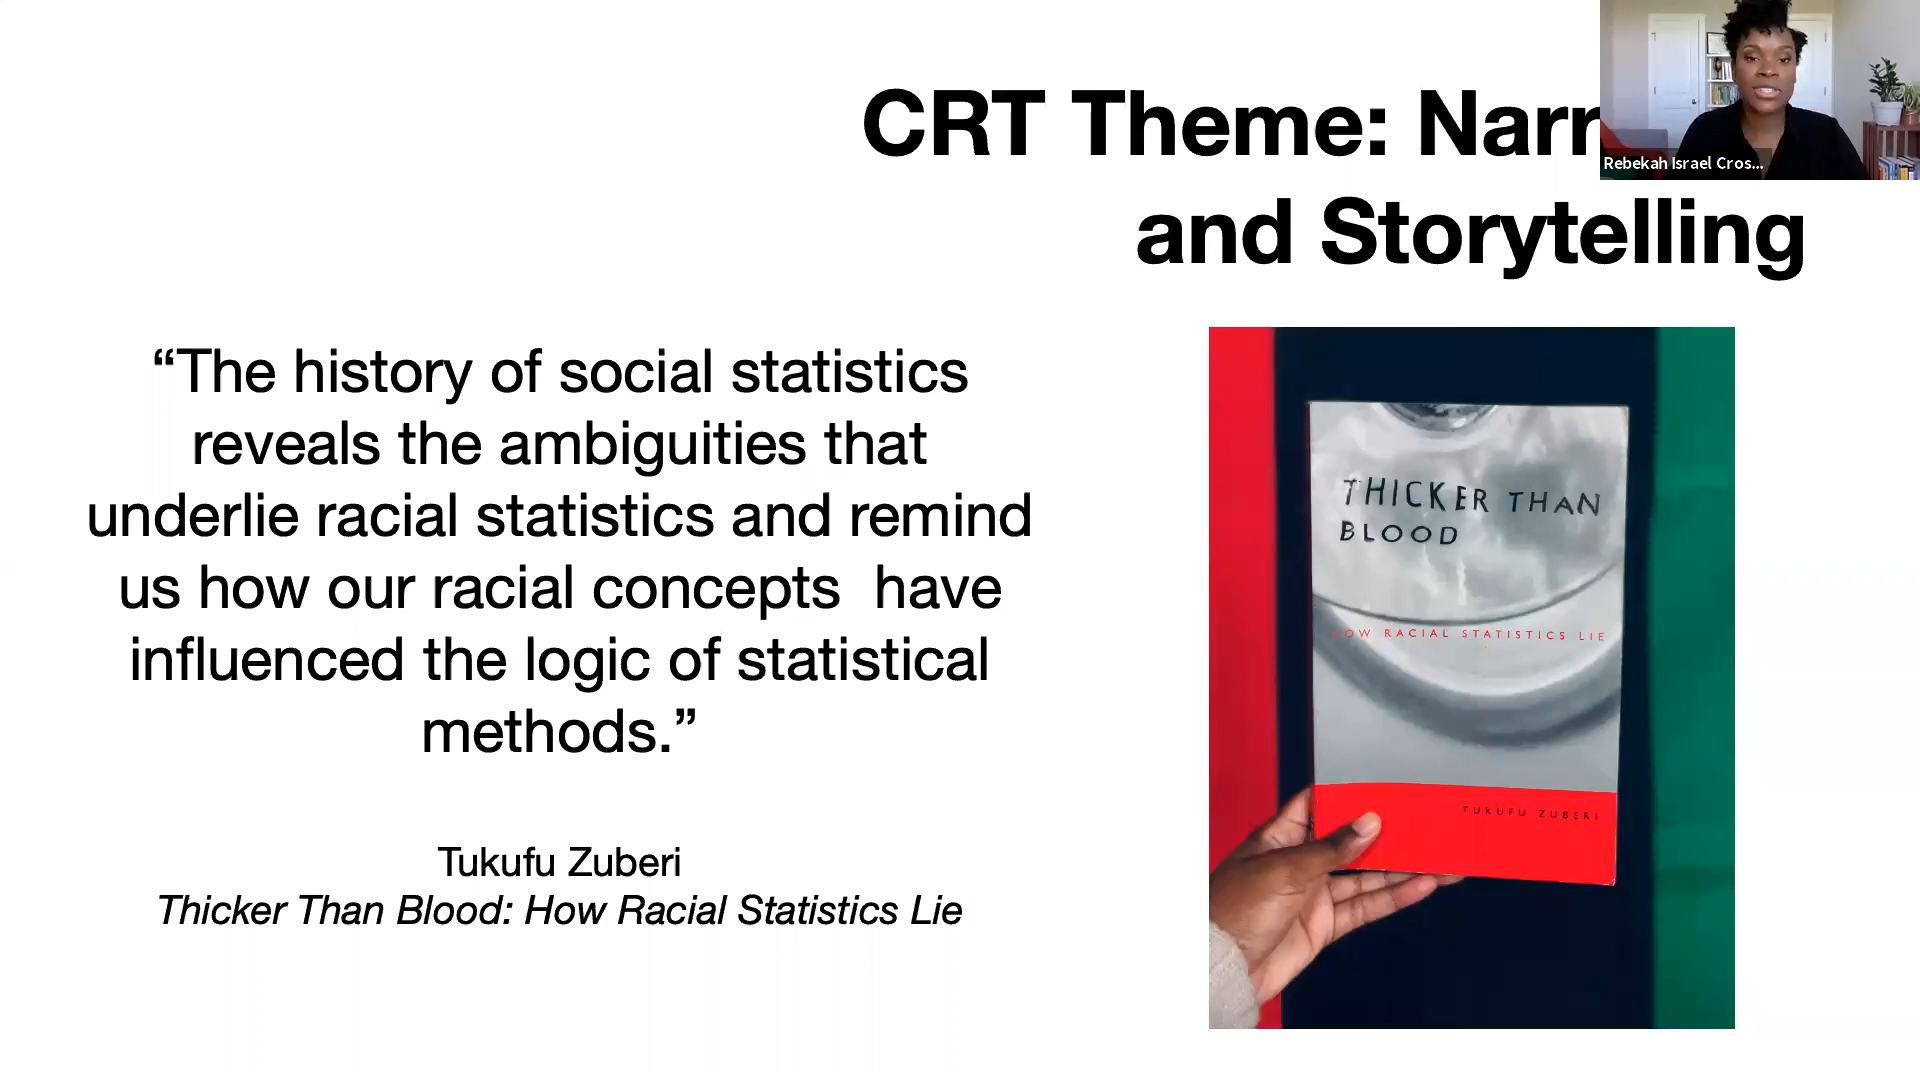 CRT Theme: Narr
and Storytelling
Rebekah Israel Cros...
“The history of social statistics
reveals the ambiguities that
underlie racial statistics and remind
us how our racial concepts  have
influenced the logic of statistical
methods.”
Tukufu Zuberi
Thicker Than Blood: How Racial Statistics Lie
THICKER THAN
BLOOD
HOW RACIAL STATISTICS LIE
TUKUFU ZUBERI